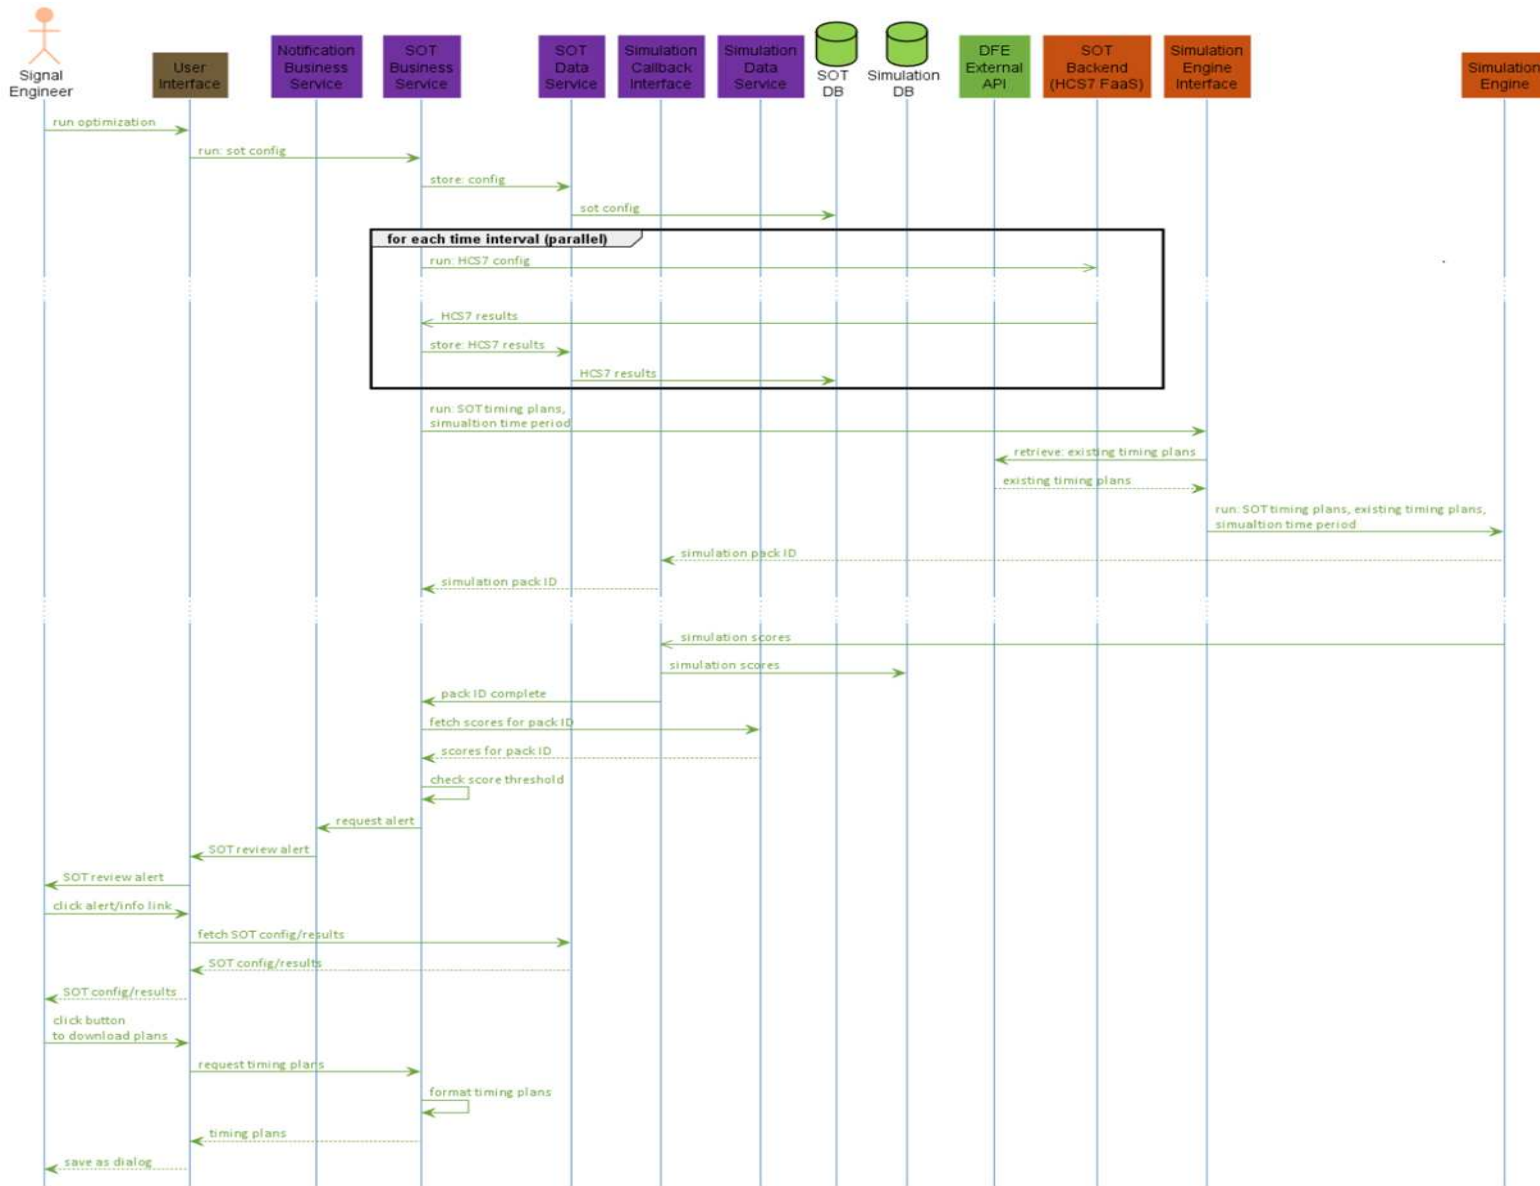 Signal
Engineer
User
Interface
Notification
Business
Service
SOT
Business
Service
SOT
Data
Service
Simulation
Callback
Interface
Simulation
Data
Service
SOT
DB
Simulation
DB
DFE
External
API
SOT
Backend
(HCS7 FaaS)
Simulation
Engine
Interface
Simulation
Engine
run optimization
run: sot config
store: config
sot config
for each time interval (parallel)
run: HCS7 config
HCS7 results
store: HCS7 results
HCS7 results
run: SOT timing plans,
simualtion time period
retrieve: existing timing plans
existing timing plans
run: SOT timing plans, existing timing plans,
simualtion time period
simulation pack ID
simulation pack ID
simulation scores
simulation scores
pack ID complete
fetch scores for pack ID
scores for pack ID
check score threshold
request alert
SOT review alert
SOT review alert
click alert/info link
fetch SOT config/results
SOT config/results
SOT config/results
click button
to download plans
request timing plans
format timing plans
timing plans
save as dialog